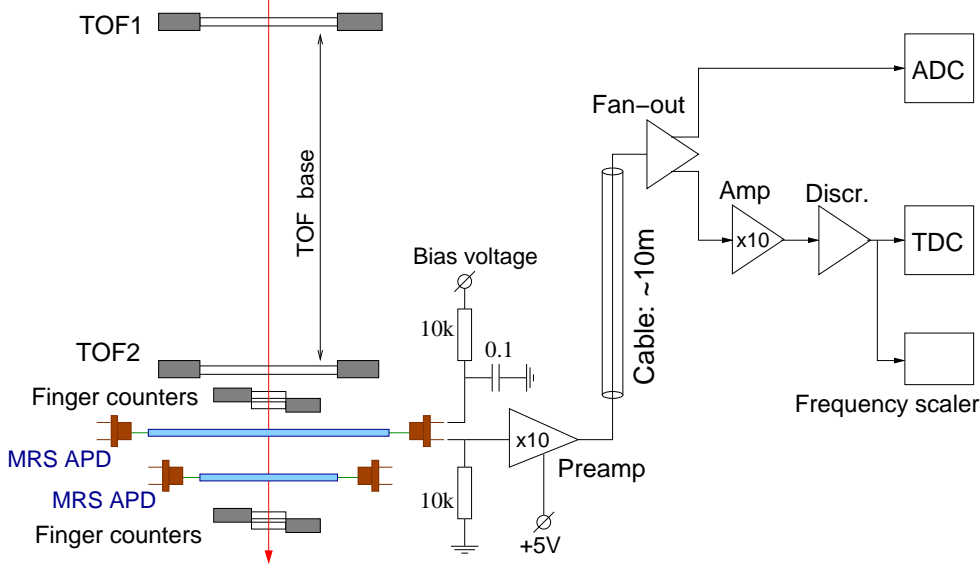 TOF1
TOF base
TOF2
Finger counters
MRS APD
MRS APD
Finger counters
Bias voltage
10k
0.1
10k
x10
Preamp
+5V
Cable: ~10m
Fan-out
ADC
Amp
x10
Discr.
TDC
Frequency scaler